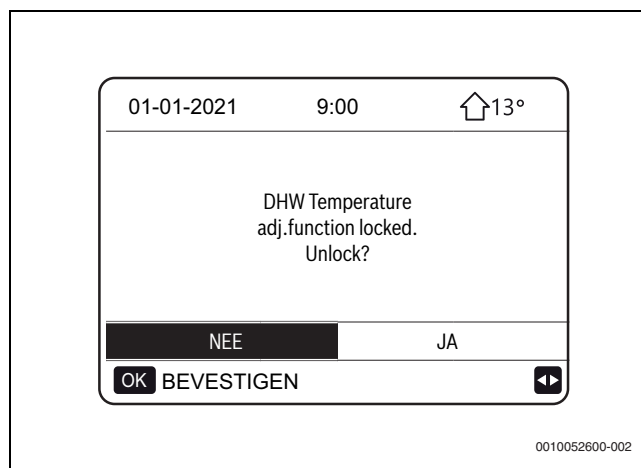 01-01-2021 9:00 13°
DHW Temperature
adj.function locked.
Unlock?
NEE JA
OK BEVESTIGEN
0010052600-002